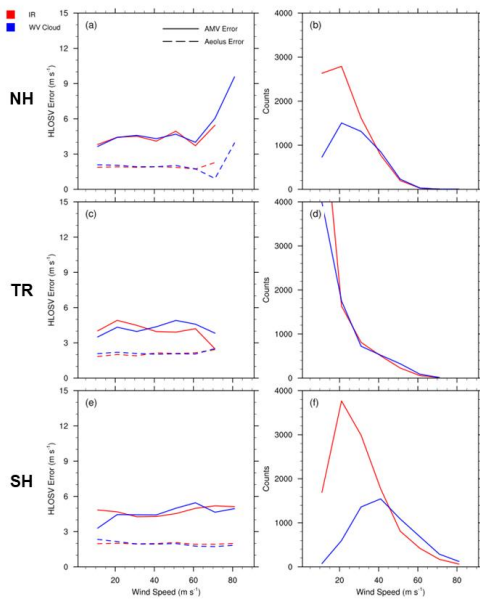 IR
WV Cloud
NH
TR
SH
(a)
AMV Error
Aeolus Error
HLOSV Error (m s⁻¹)
15
12
9
6
3
0
(b)
Counts
4000
3000
2000
1000
0
(c)
HLOSV Error (m s⁻¹)
15
12
9
6
3
0
(d)
Counts
4000
3000
2000
1000
0
(e)
HLOSV Error (m s⁻¹)
15
12
9
6
3
0
20 40 60 80
Wind Speed (m s⁻¹)
(f)
Counts
4000
3000
2000
1000
0
20 40 60 80
Wind Speed (m s⁻¹)